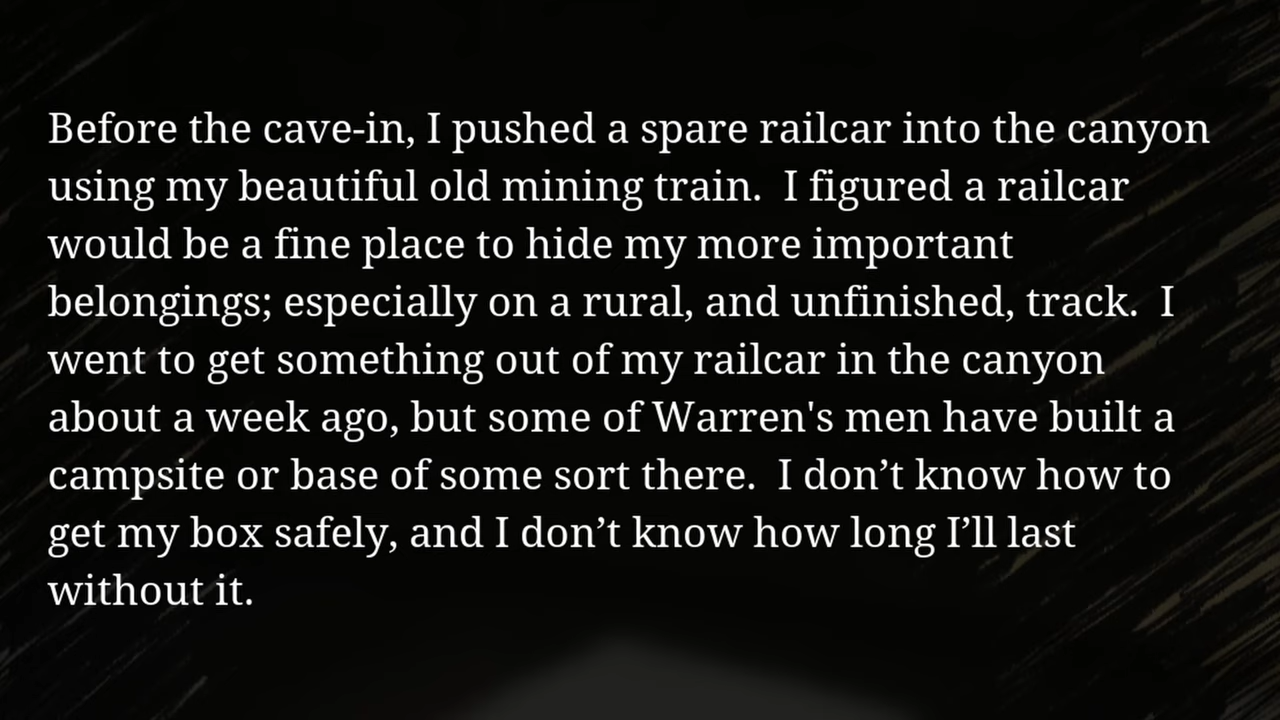 Before the cave-in, I pushed a spare railcar into the canyon
using my beautiful old mining train.  I figured a railcar
would be a fine place to hide my more important
belongings; especially on a rural, and unfinished, track.  I
went to get something out of my railcar in the canyon
about a week ago, but some of Warren's men have built a
campsite or base of some sort there.  I don’t know how to
get my box safely, and I don’t know how long I’ll last
without it.